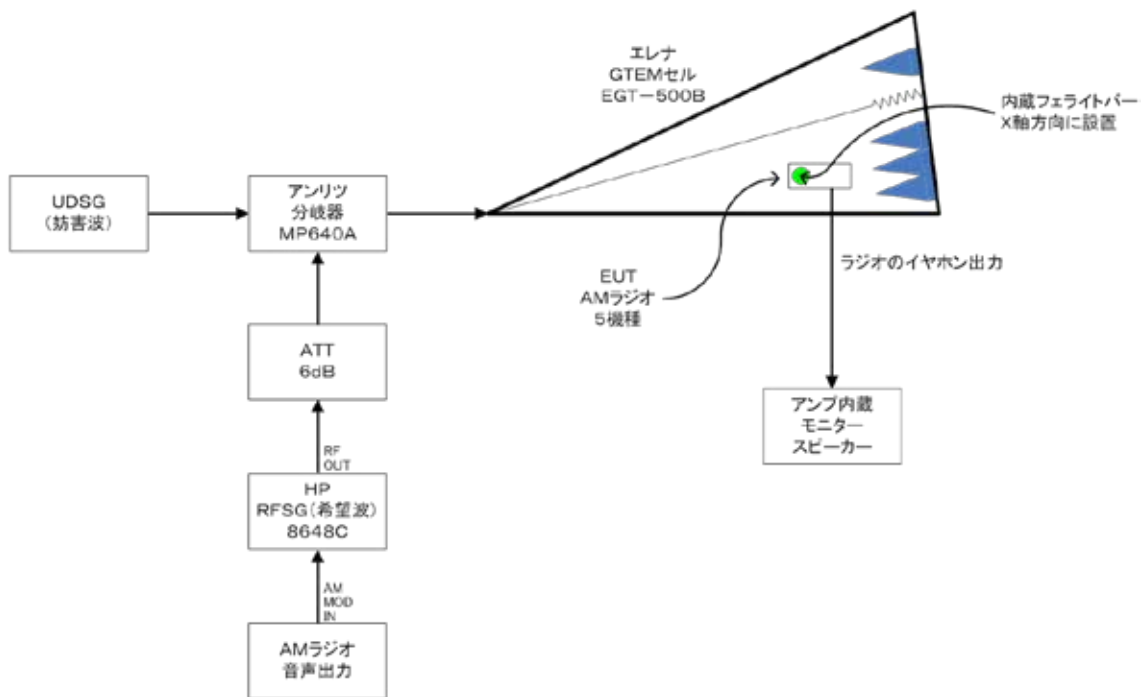 エレナ
GTEMセル
EGT-500B
内蔵フェライトバー
X軸方向に設置
UDSG
(妨害波)
アンリツ
分岐器
MP640A
EUT
AMラジオ
5機種
ラジオのイヤホン出力
ATT
6dB
アンプ内蔵
モニター
スピーカー
RF
OUT
HP
RFSG(希望波)
8648C
AM
MOD
IN
AMラジオ
音声出力